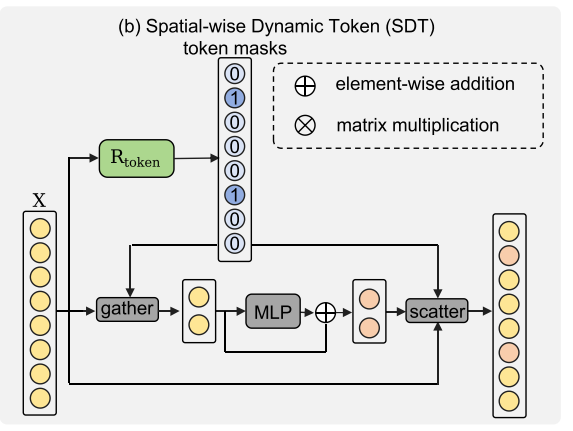 (b) Spatial-wise Dynamic Token (SDT)
token masks
0
1
0
0
0
1
0
0
⊕ element-wise addition
⊗ matrix multiplication
R_token
X
gather
MLP
⊕
scatter